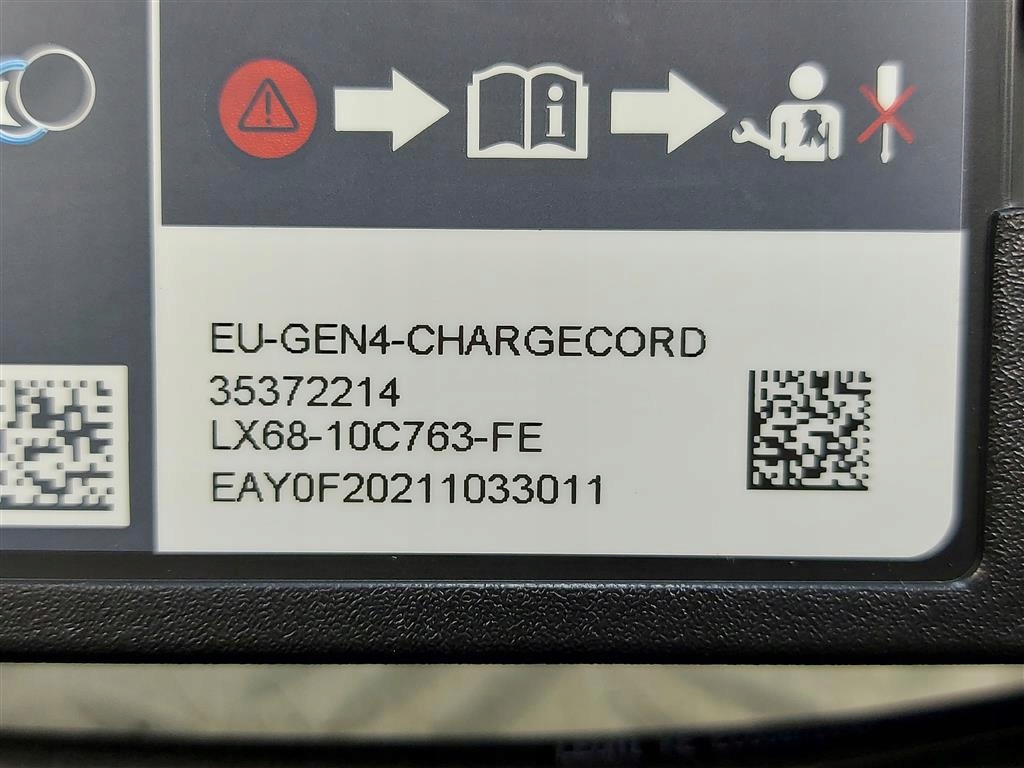 EU-GEN4-CHARGECORD
35372214
LX68-10C763-FE
EAY0F20211033011